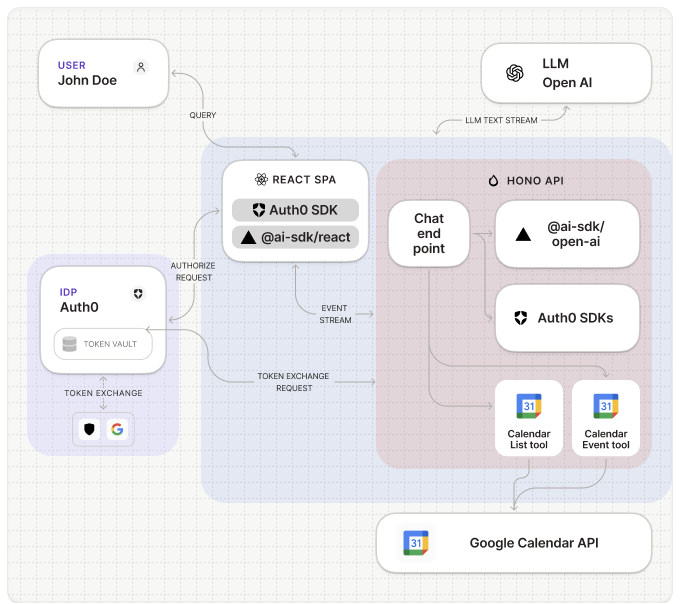 USER
John Doe
LLM
Open AI
QUERY
LLM TEXT STREAM
REACT SPA
Auth0 SDK
@ai-sdk/react
HONO API
Chat
end
point
@ai-sdk/
open-ai
Auth0 SDKs
AUTHORIZE
REQUEST
IDP
Auth0
TOKEN VAULT
EVENT
STREAM
TOKEN EXCHANGE
REQUEST
TOKEN EXCHANGE
31
Calendar
List tool
31
Calendar
Event tool
31
Google Calendar API